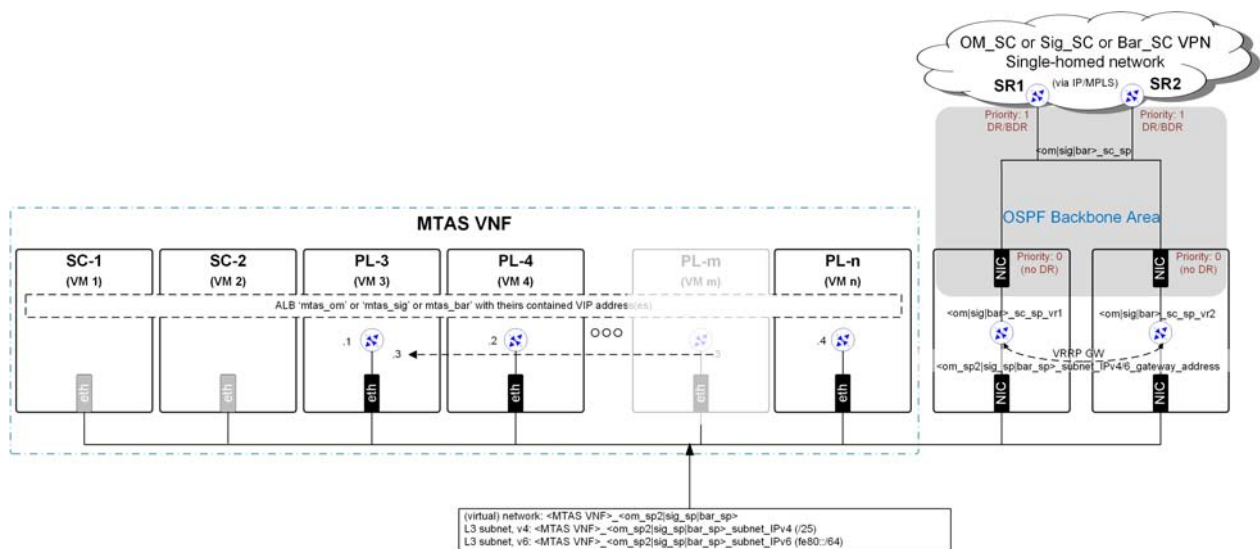 OM_SC or Sig_SC or Bar_SC VPN
Single-homed network
SR1
(via IP/MPLS)
SR2
Priority: 1
DR/BDR
Priority: 1
DR/BDR
<om|sig|bar>_sc_sp
OSPF Backbone Area
MTAS VNF
SC-1
(VM 1)
SC-2
(VM 2)
PL-3
(VM 3)
PL-4
(VM 4)
PL-m
(VM m)
PL-n
(VM n)
NIC
Priority: 0
(no DR)
NIC
Priority: 0
(no DR)
ALB 'mtas_om' or 'mtas_sig' or mtas_bar' with theirs contained VIP address(es)
<om|sig|bar>_sc_sp_vr1
<om|sig|bar>_sc_sp_vr2
.1
.3
.2
.3
.4
VRRP GW
<om_sp2|sig_sp|bar_sp>_subnet_IPv4/6_gateway_address
eth
eth
eth
eth
eth
eth
NIC
NIC
(virtual) network: <MTAS VNF>_<om_sp2|sig_sp|bar_sp>
L3 subnet, v4: <MTAS VNF>_<om_sp2|sig_sp|bar_sp>_subnet_IPv4 (/25)
L3 subnet, v6: <MTAS VNF>_<om_sp2|sig_sp|bar_sp>_subnet_IPv6 (fe80::/64)